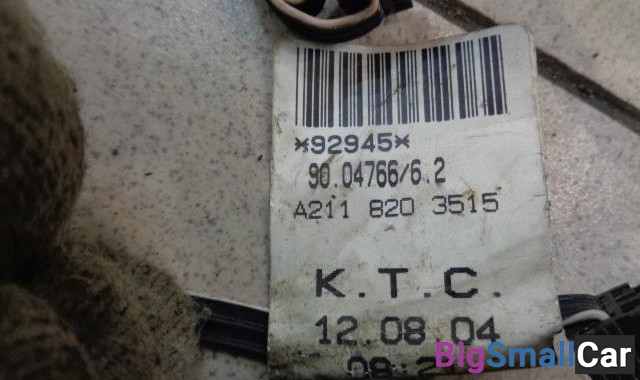 *92945*
90.04766/6.2
A211 820 3515
K.T.C.
12.08 04
BigSmallCar